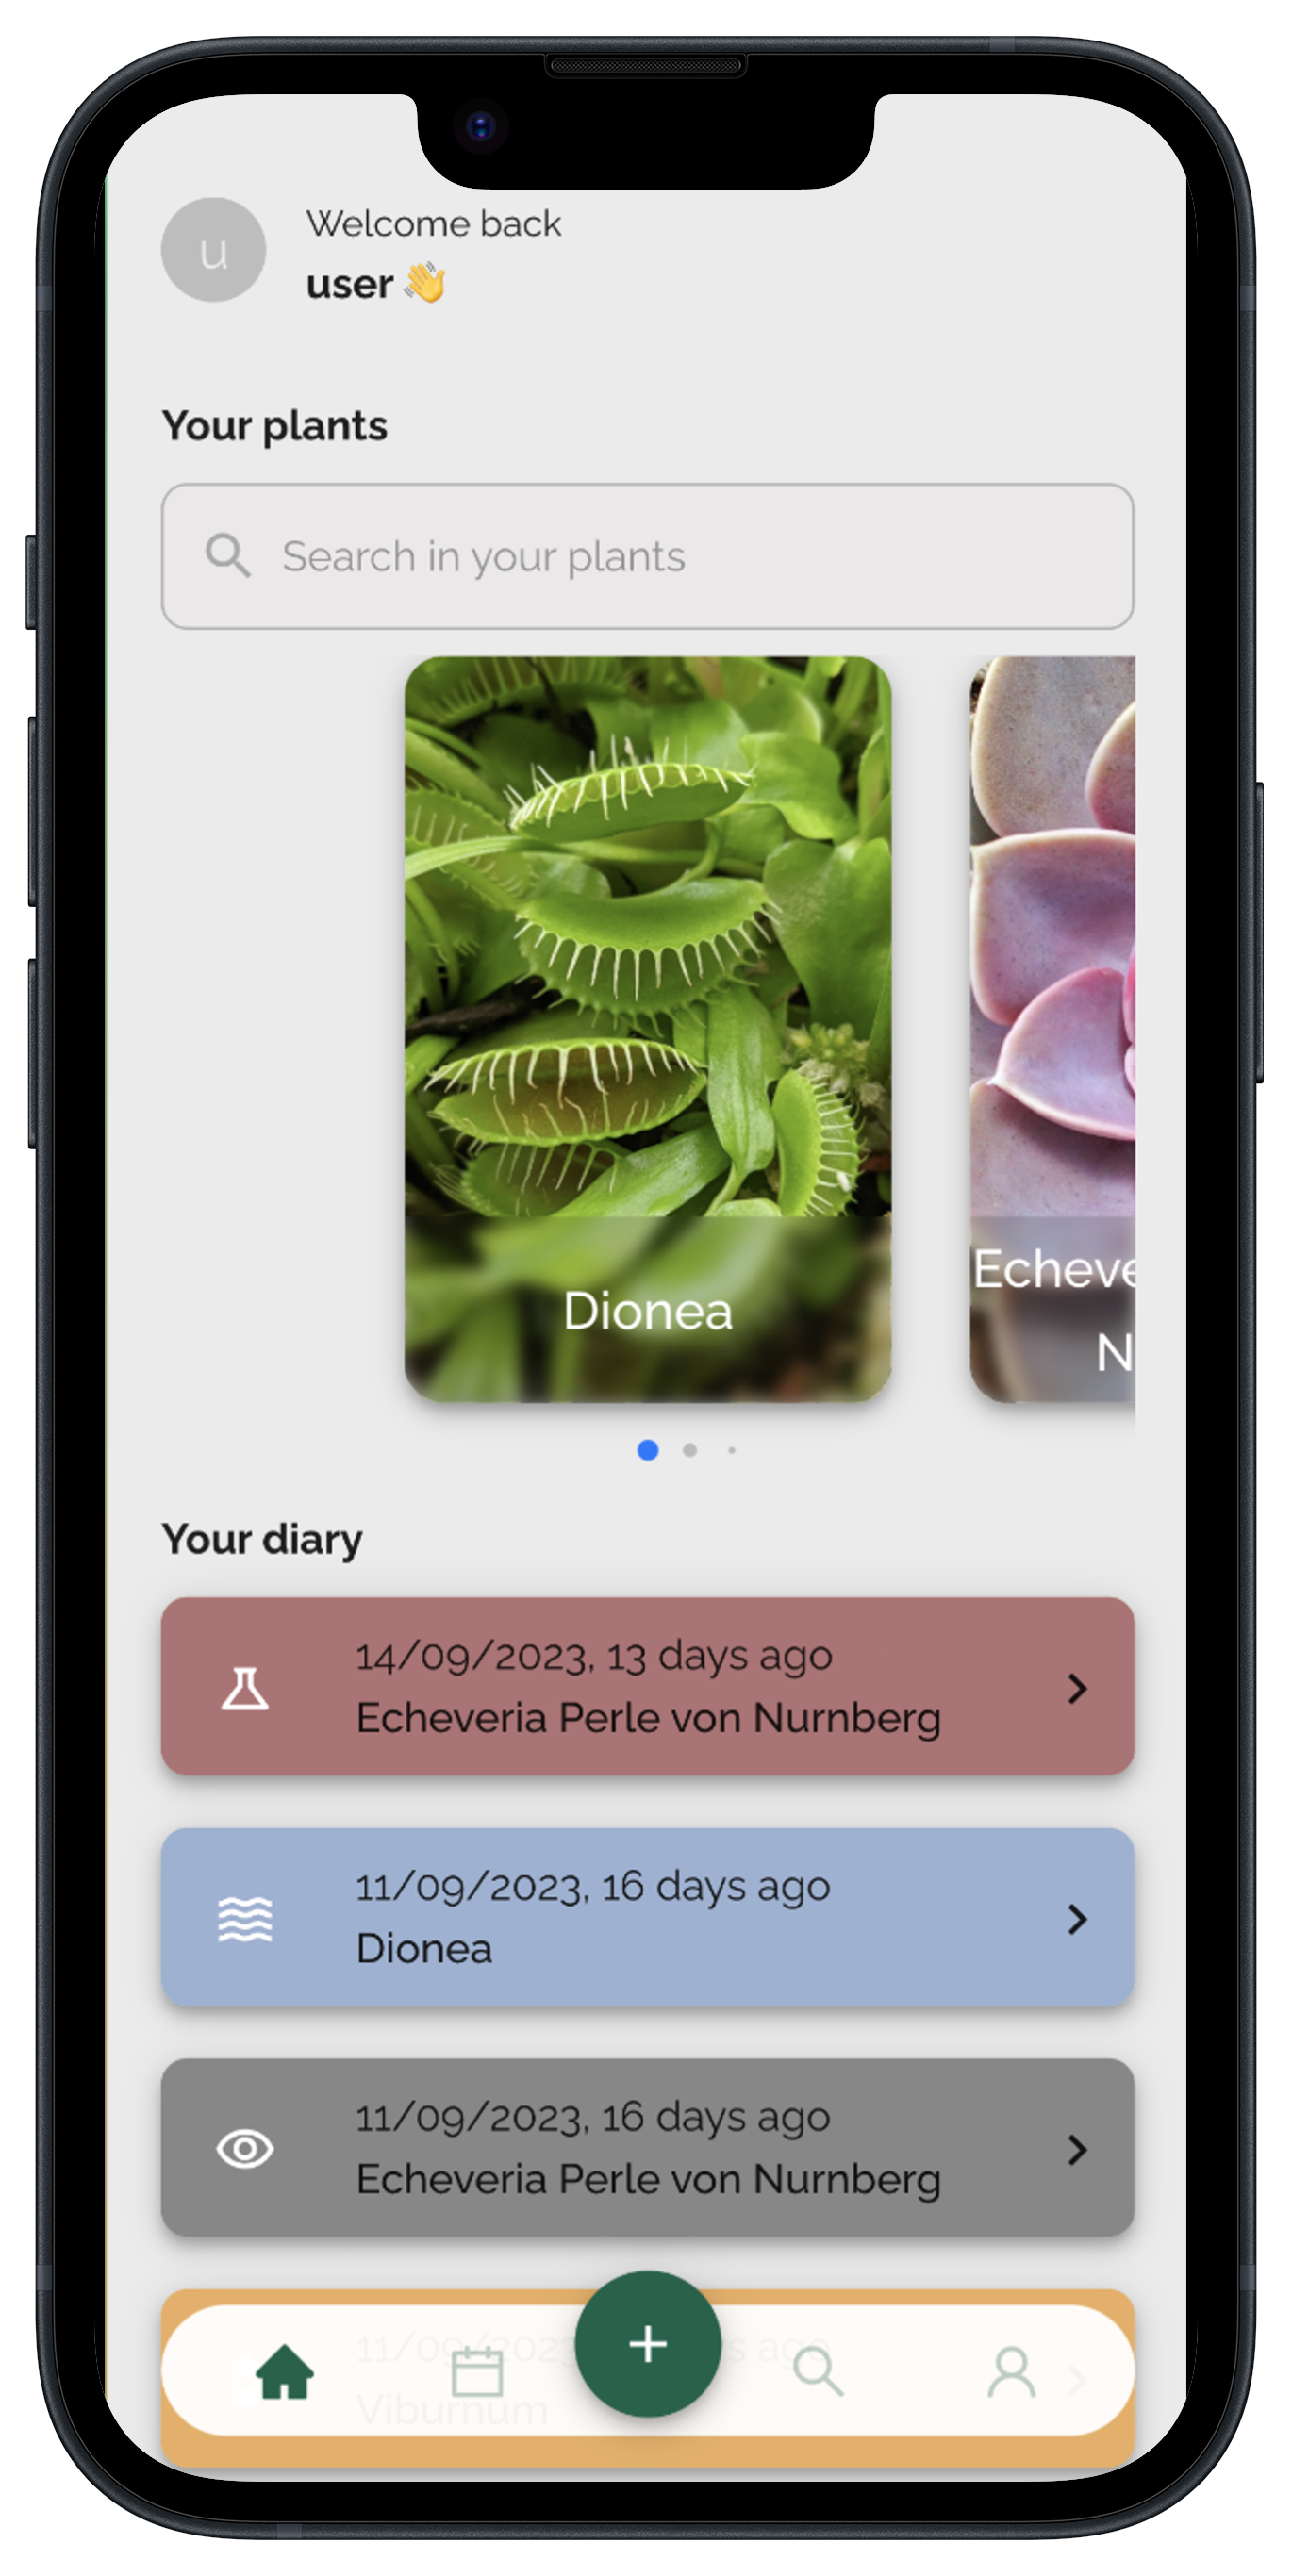 u
Welcome back
user 👋
Your plants
Search in your plants
Dionea
Echeve
N
Your diary
14/09/2023, 13 days ago
Echeveria Perle von Nurnberg
11/09/2023, 16 days ago
Dionea
11/09/2023, 16 days ago
Echeveria Perle von Nurnberg
11/09/2023 s ago
Viburnum